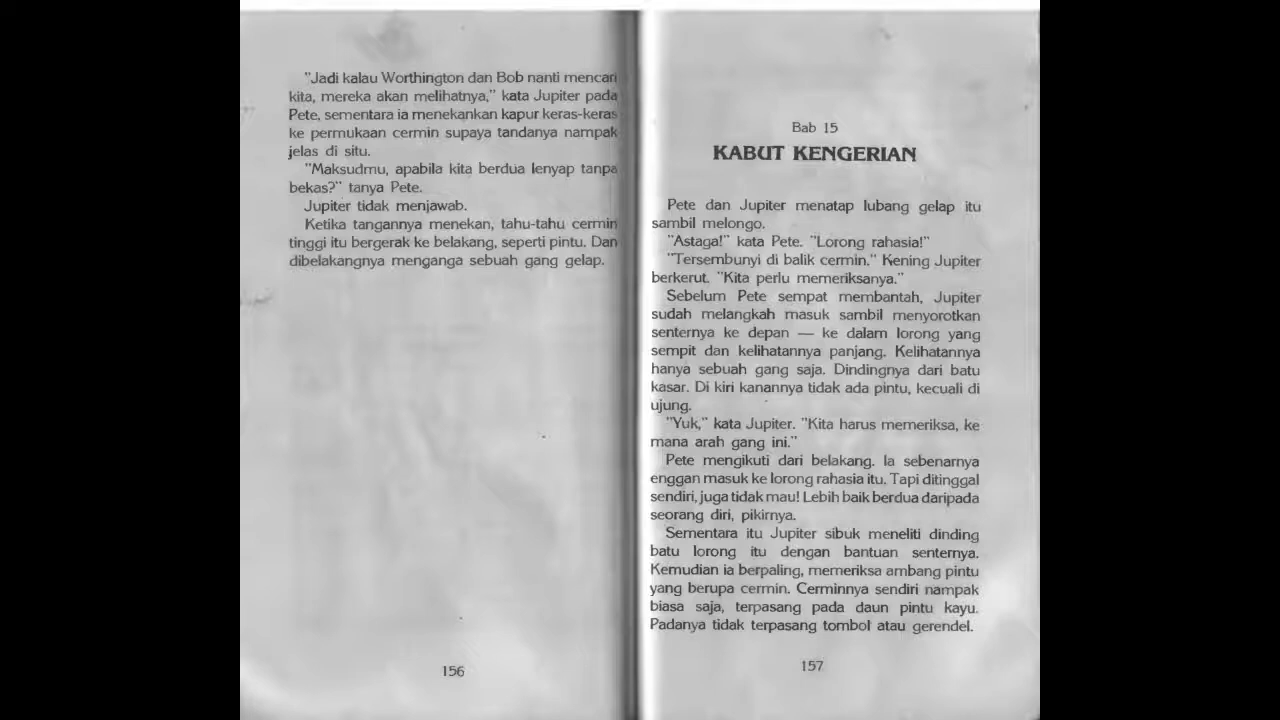 "Jadi kalau Worthington dan Bob nanti mencari
kita, mereka akan melihatnya," kata Jupiter pada
Pete, sementara ia menekankan kapur keras-keras
ke permukaan cermin supaya tandanya nampak
jelas di situ.
"Maksudmu, apabila kita berdua lenyap tanpa
bekas?" tanya Pete.
Jupiter tidak menjawab.
Ketika tangannya menekan, tahu-tahu cermin
tinggi itu bergerak ke belakang, seperti pintu. Dan
dibelakangnya menganga sebuah gang gelap.
156
Bab 15
KABUT KENGERIAN
Pete dan Jupiter menatap lubang gelap itu
sambil melongo.
"Astaga!" kata Pete. "Lorong rahasia!"
"Tersembunyi di balik cermin." Kening Jupiter
berkerut. "Kita perlu memeriksanya."
Sebelum Pete sempat membantah, Jupiter
sudah melangkah masuk sambil menyorotkan
senternya ke depan — ke dalam lorong yang
sempit dan kelihatannya panjang. Kelihatannya
hanya sebuah gang saja. Dindingnya dari batu
kasar. Di kiri kanannya tidak ada pintu, kecuali di
ujung.
"Yuk," kata Jupiter. "Kita harus memeriksa, ke
mana arah gang ini."
Pete mengikuti dari belakang. Ia sebenarnya
enggan masuk ke lorong rahasia itu. Tapi ditinggal
sendiri, juga tidak mau! Lebih baik berdua daripada
seorang diri, pikirnya.
Sementara itu Jupiter sibuk meneliti dinding
batu lorong itu dengan bantuan senternya.
Kemudian ia berpaling, memeriksa ambang pintu
yang berupa cermin. Cerminnya sendiri nampak
biasa saja, terpasang pada daun pintu kayu.
Padanya tidak terpasang tombol atau gerendel.
157